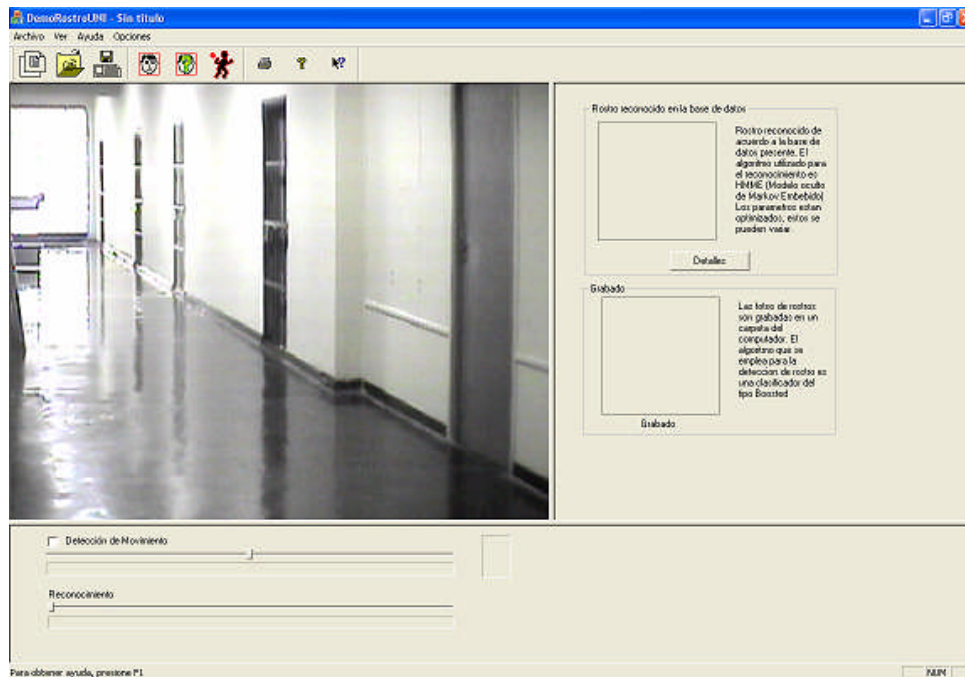 DemoRostroUNI - Sin título
Archivo Ver Ayuda Opciones
Rostro reconocido en la base de datos
Rostro reconocido de
acuerdo a la base de
datos presente. El
algoritmo utilizado para
el reconocimiento es
HMME (Modelo oculto
de Markov Embebido)
Los parametros estan
optimizados, estos se
pueden variar
Detalles
Grabado
Las fotos de rostros
son grabadas en un
carpeta del
computador. El
algoritmo que se
emplea para la
deteccion de rostro es
una clasificador del
tipo Boosted
Grabado
Detección de Movimiento
Reconocimiento
Para obtener ayuda, presione F1
NUM